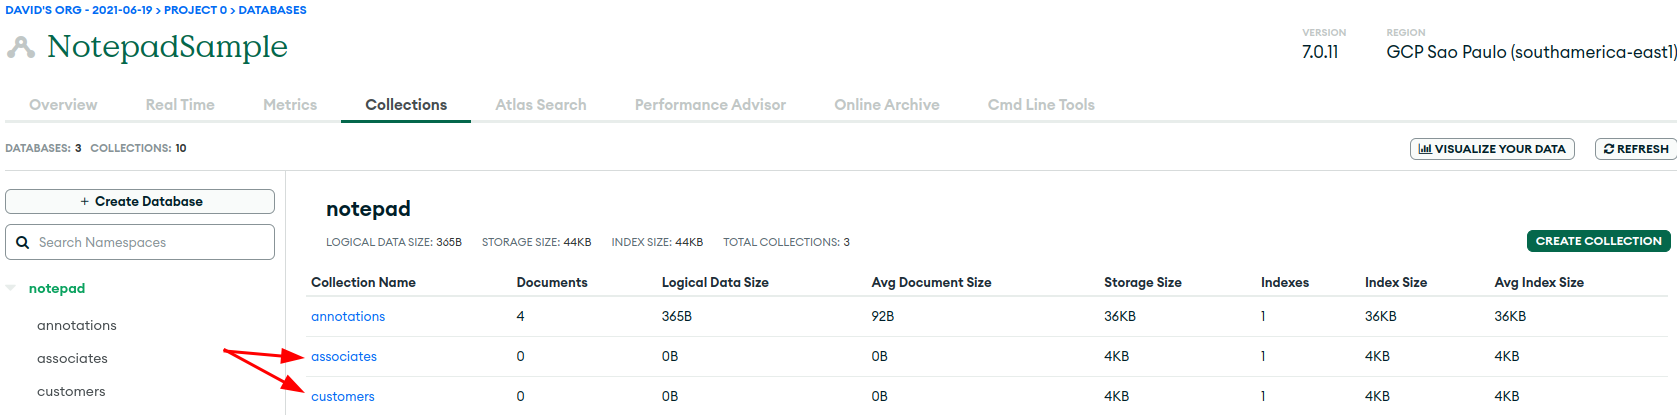 DAVID'S ORG - 2021-06-19 > PROJECT 0 > DATABASES
NotepadSample
VERSION
7.0.11
REGION
GCP Sao Paulo (southamerica-east1)
Overview Real Time Metrics Collections Atlas Search Performance Advisor Online Archive Cmd Line Tools
DATABASES: 3 COLLECTIONS: 10
VISUALIZE YOUR DATA
REFRESH
+ Create Database
Search Namespaces
notepad
annotations
associates
customers
notepad
LOGICAL DATA SIZE: 365B STORAGE SIZE: 44KB INDEX SIZE: 44KB TOTAL COLLECTIONS: 3
CREATE COLLECTION
Collection Name Documents Logical Data Size Avg Document Size Storage Size Indexes Index Size Avg Index Size
annotations 4 365B 92B 36KB 1 36KB 36KB
associates 0 0B 0B 4KB 1 4KB 4KB
customers 0 0B 0B 4KB 1 4KB 4KB